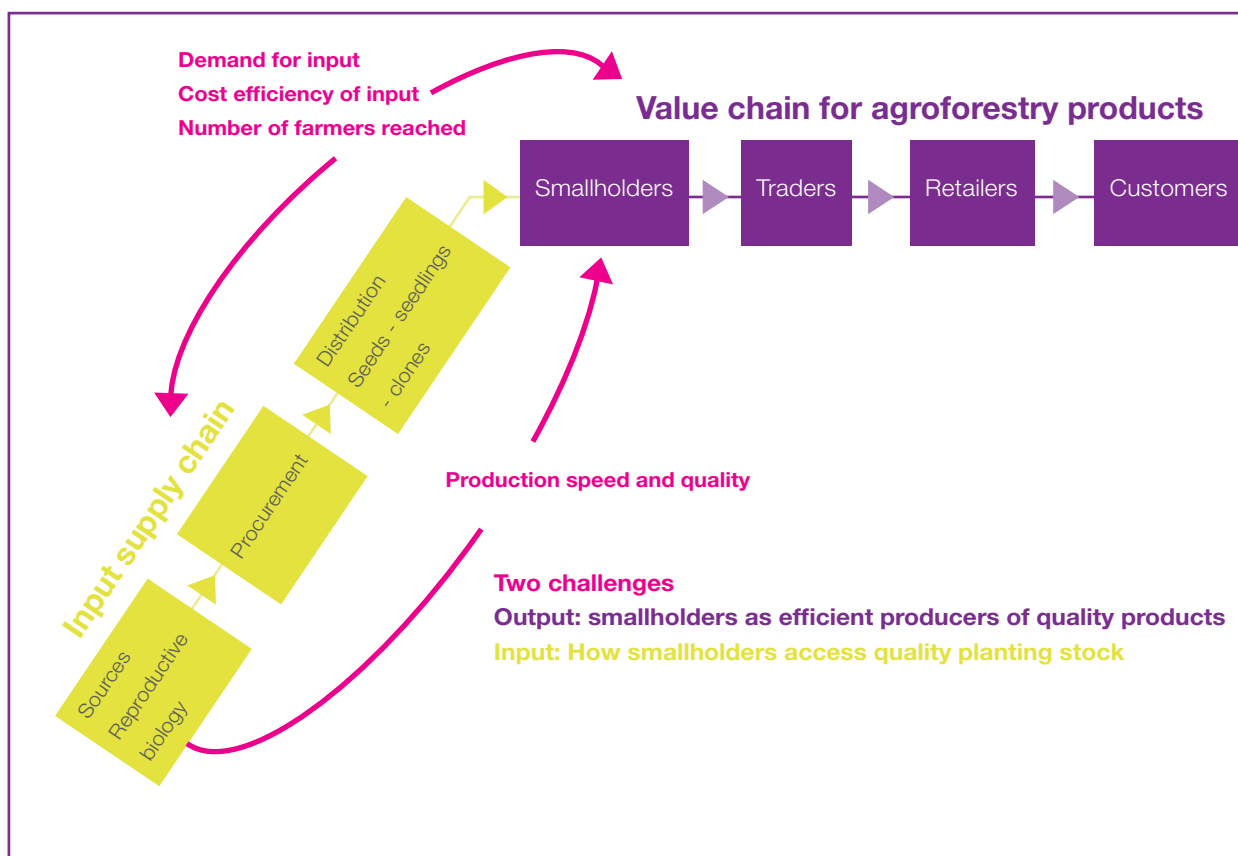 Demand for input
Cost efficiency of input
Number of farmers reached
Value chain for agroforestry products
Smallholders
Traders
Retailers
Customers
Distribution
Seeds - seedlings
- clones
Input supply chain
Procurement
Production speed and quality
Sources
Reproductive
biology
Two challenges
Output: smallholders as efficient producers of quality products
Input: How smallholders access quality planting stock